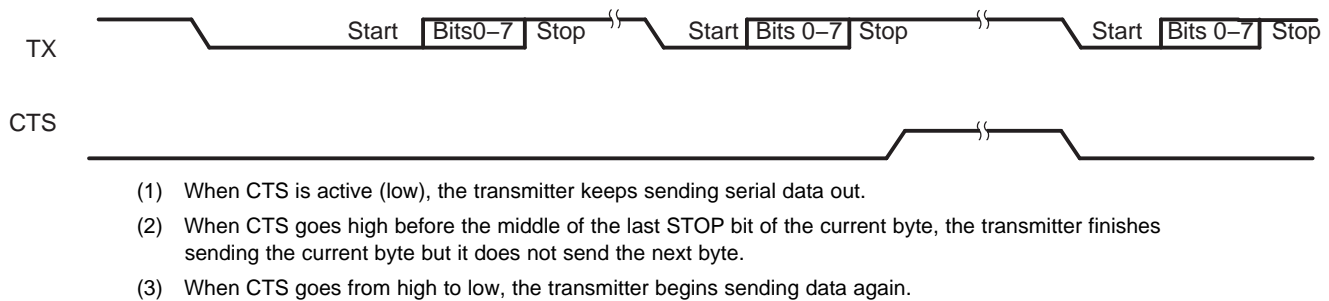 TX
Start Bits0–7 Stop Start Bits 0–7 Stop Start Bits 0–7 Stop
CTS
(1) When CTS is active (low), the transmitter keeps sending serial data out.
(2) When CTS goes high before the middle of the last STOP bit of the current byte, the transmitter finishes
sending the current byte but it does not send the next byte.
(3) When CTS goes from high to low, the transmitter begins sending data again.